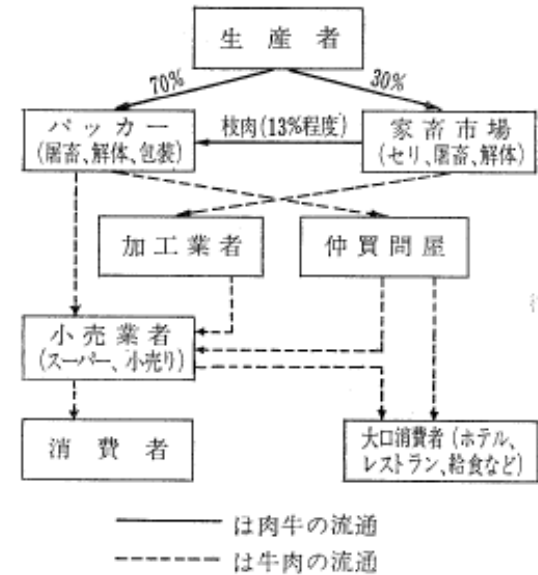 生産者
70%
30%
パッカー
(屠畜、解体、包装)
枝肉(13%程度)
家畜市場
(セリ、屠畜、解体)
加工業者
仲買問屋
小売業者
(スーパー、小売り)
消費者
大口消費者(ホテル、
レストラン、給食など)
は肉牛の流通
は牛肉の流通